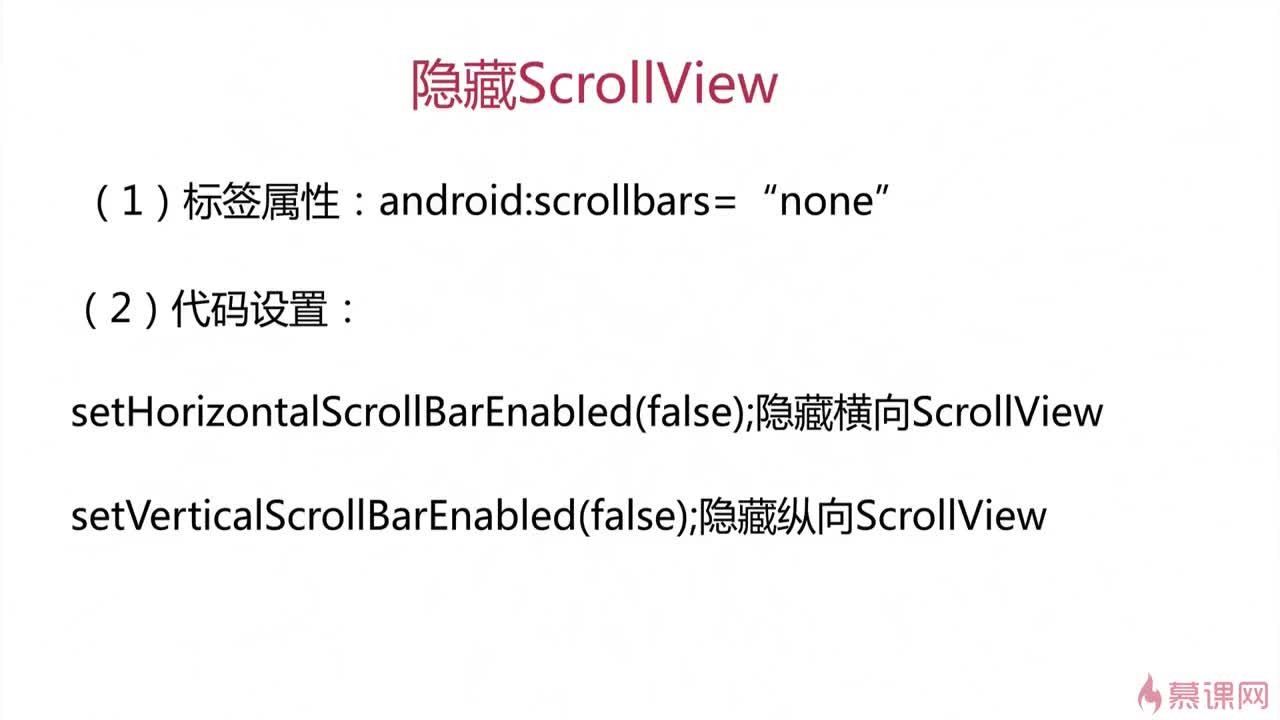 隐藏ScrollView
（1）标签属性：android:scrollbars=“none”
（2）代码设置：
setHorizontalScrollBarEnabled(false);隐藏横向ScrollView
setVerticalScrollBarEnabled(false);隐藏纵向ScrollView
慕课网